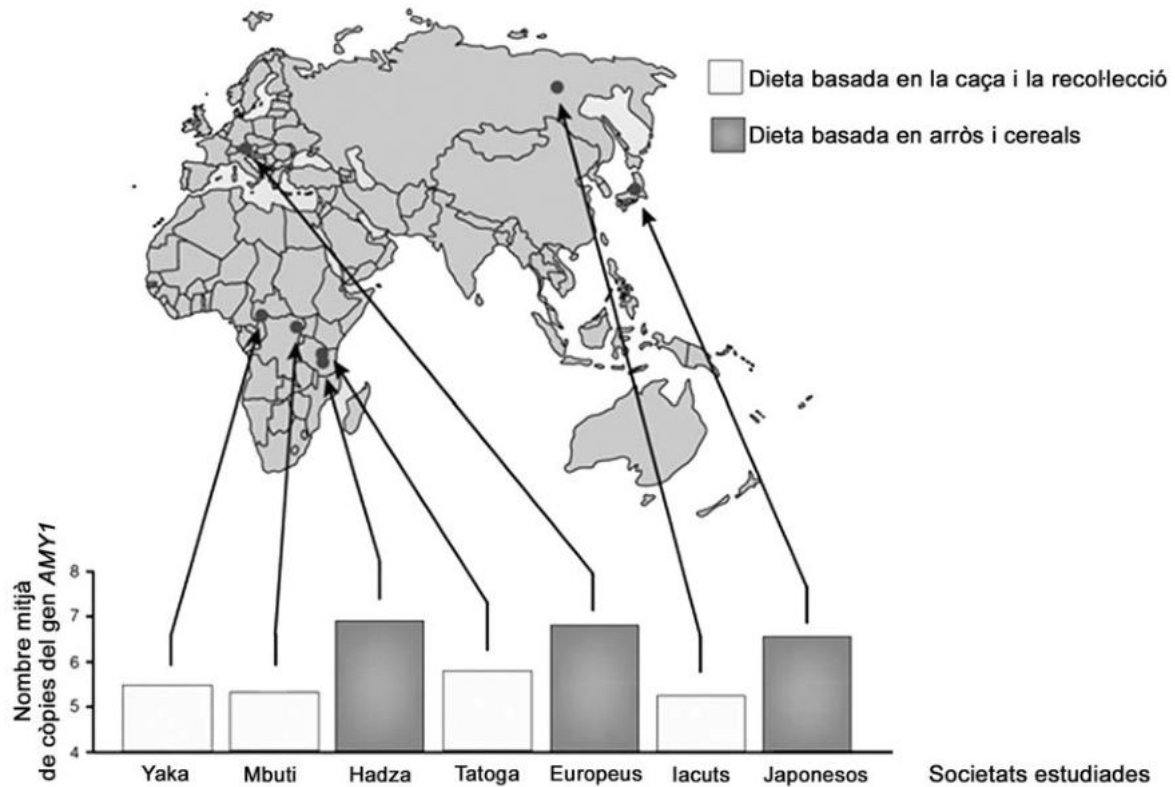 Dieta basada en la caça i la recol·lecció
Dieta basada en arròs i cereals
Nombre mitjà
de còpies del gen AMY1
8
7
6
5
4
Yaka Mbuti Hadza Tatoga Europeus Iacuts Japonesos Societats estudiades